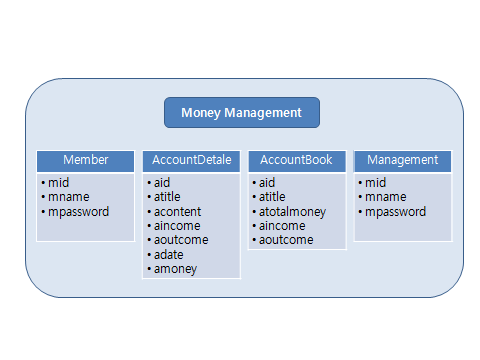 Money Management
Member
• mid
• mname
• mpassword
AccountDetale
• aid
• atitle
• acontent
• aincome
• aoutcome
• adate
• amoney
AccountBook
• aid
• atitle
• atotalmoney
• aincome
• aoutcome
Management
• mid
• mname
• mpassword